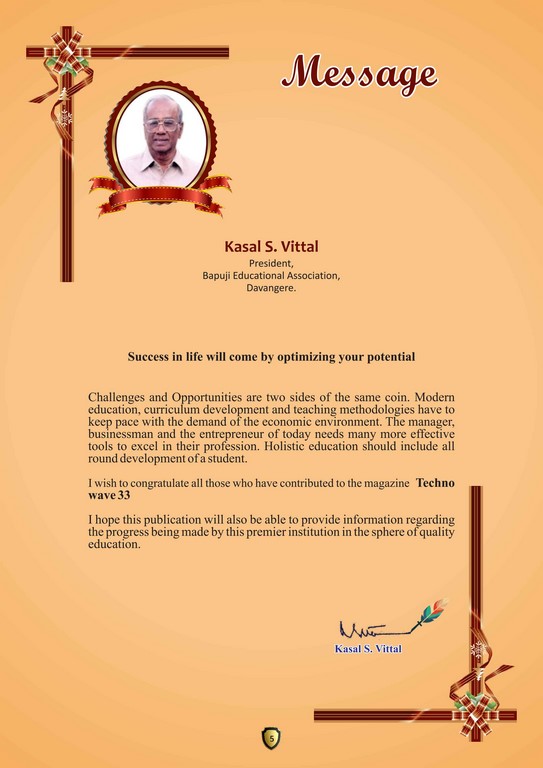 Message
Kasal S. Vittal
President,
Bapuji Educational Association,
Davangere.
Success in life will come by optimizing your potential
Challenges and Opportunities are two sides of the same coin. Modern
education, curriculum development and teaching methodologies have to
keep pace with the demand of the economic environment. The manager,
businessman and the entrepreneur of today needs many more effective
tools to excel in their profession. Holistic education should include all
round development of a student.
I wish to congratulate all those who have contributed to the magazine Techno
wave 33
I hope this publication will also be able to provide information regarding
the progress being made by this premier institution in the sphere of quality
education.
Kasal S. Vittal
5